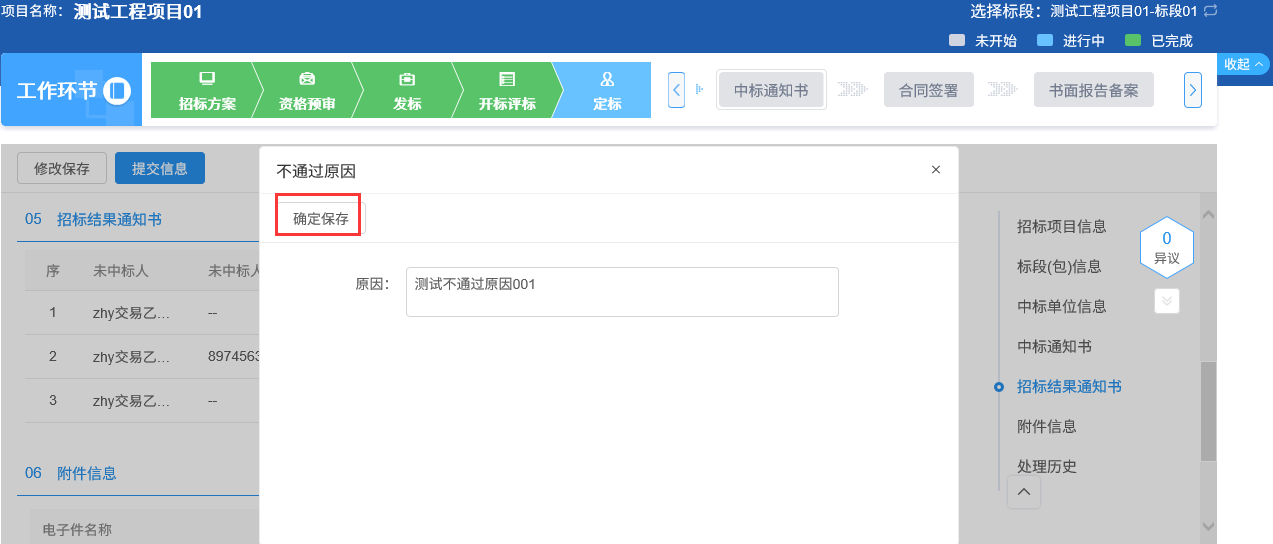 项目名称： 测试工程项目01
选择标段： 测试工程项目01-标段01
未开始 进行中 已完成
收起
工作环节
招标方案 资格预审 发标 开标评标 定标
中标通知书 合同签署 书面报告备案
修改保存 提交信息
不通过原因 ×
确定保存
原因： 测试不通过原因001
05 招标结果通知书
序 未中标人 未中标人
1 zhy交易乙... --
2 zhy交易乙... 8974563
3 zhy交易乙... --
06 附件信息
电子件名称
招标项目信息
标段(包)信息
中标单位信息
中标通知书
招标结果通知书
附件信息
处理历史
0
异议